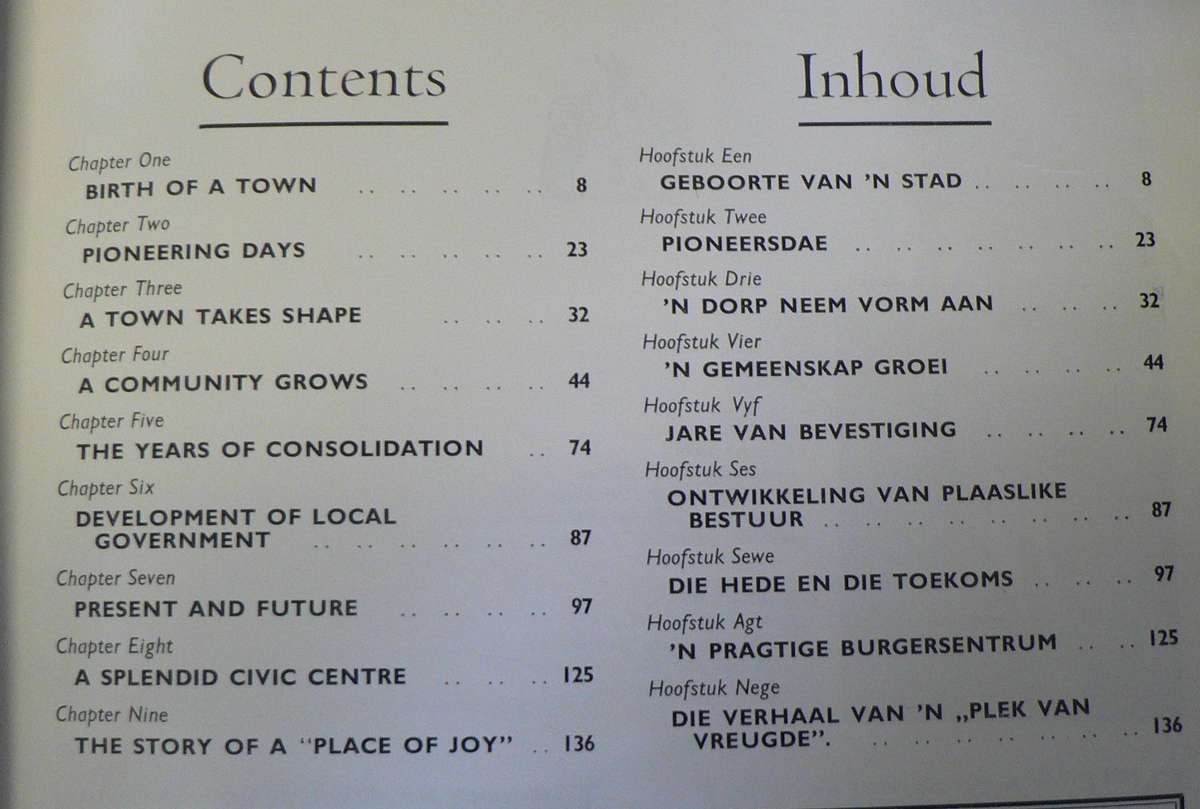 Contents
Chapter One
BIRTH OF A TOWN .. .. .. .. .. 8
Chapter Two
PIONEERING DAYS .. .. .. .. .. 23
Chapter Three
A TOWN TAKES SHAPE .. .. .. 32
Chapter Four
A COMMUNITY GROWS .. .. .. .. 44
Chapter Five
THE YEARS OF CONSOLIDATION .. 74
Chapter Six
DEVELOPMENT OF LOCAL
GOVERNMENT .. .. .. .. .. .. 87
Chapter Seven
PRESENT AND FUTURE .. .. .. .. 97
Chapter Eight
A SPLENDID CIVIC CENTRE .. .. .. 125
Chapter Nine
THE STORY OF A “PLACE OF JOY” .. 136
Inhoud
Hoofstuk Een
GEBOORTE VAN 'N STAD .. .. .. .. 8
Hoofstuk Twee
PIONEERSDAE .. .. .. .. .. .. .. 23
Hoofstuk Drie
'N DORP NEEM VORM AAN .. .. .. 32
Hoofstuk Vier
'N GEMEENSKAP GROEI .. .. .. .. 44
Hoofstuk Vyf
JARE VAN BEVESTIGING .. .. .. .. 74
Hoofstuk Ses
ONTWIKKELING VAN PLAASLIKE
BESTUUR .. .. .. .. .. .. .. .. 87
Hoofstuk Sewe
DIE HEDE EN DIE TOEKOMS .. .. .. 97
Hoofstuk Agt
'N PRAGTIGE BURGERSENTRUM .. .. 125
Hoofstuk Nege
DIE VERHAAL VAN 'N „PLEK VAN
VREUGDE”. .. .. .. .. .. .. .. 136